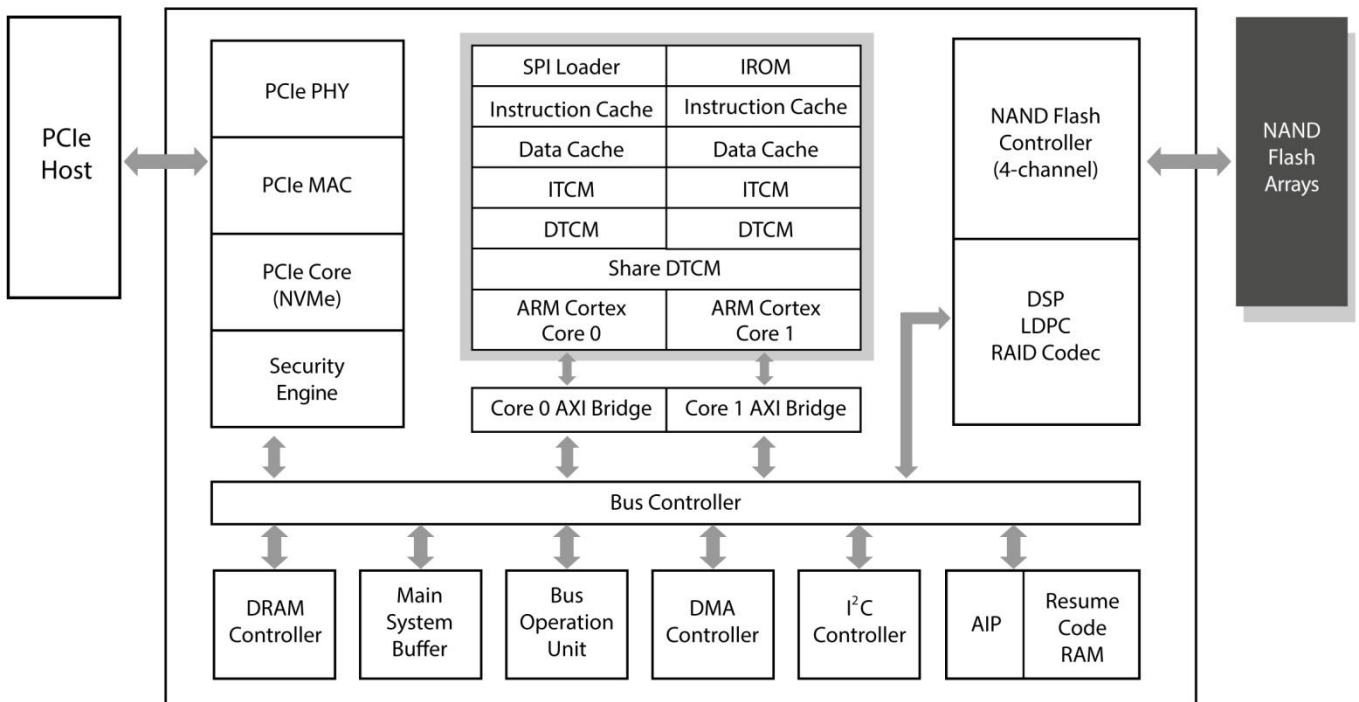 PCIe
Host
PCIe PHY
PCIe MAC
PCIe Core
(NVMe)
Security
Engine
SPI Loader
IROM
Instruction Cache
Instruction Cache
Data Cache
Data Cache
ITCM
ITCM
DTCM
DTCM
Share DTCM
ARM Cortex
Core 0
ARM Cortex
Core 1
Core 0 AXI Bridge
Core 1 AXI Bridge
NAND Flash
Controller
(4-channel)
DSP
LDPC
RAID Codec
NAND
Flash
Arrays
Bus Controller
DRAM
Controller
Main
System
Buffer
Bus
Operation
Unit
DMA
Controller
I²C
Controller
AIP
Resume
Code
RAM